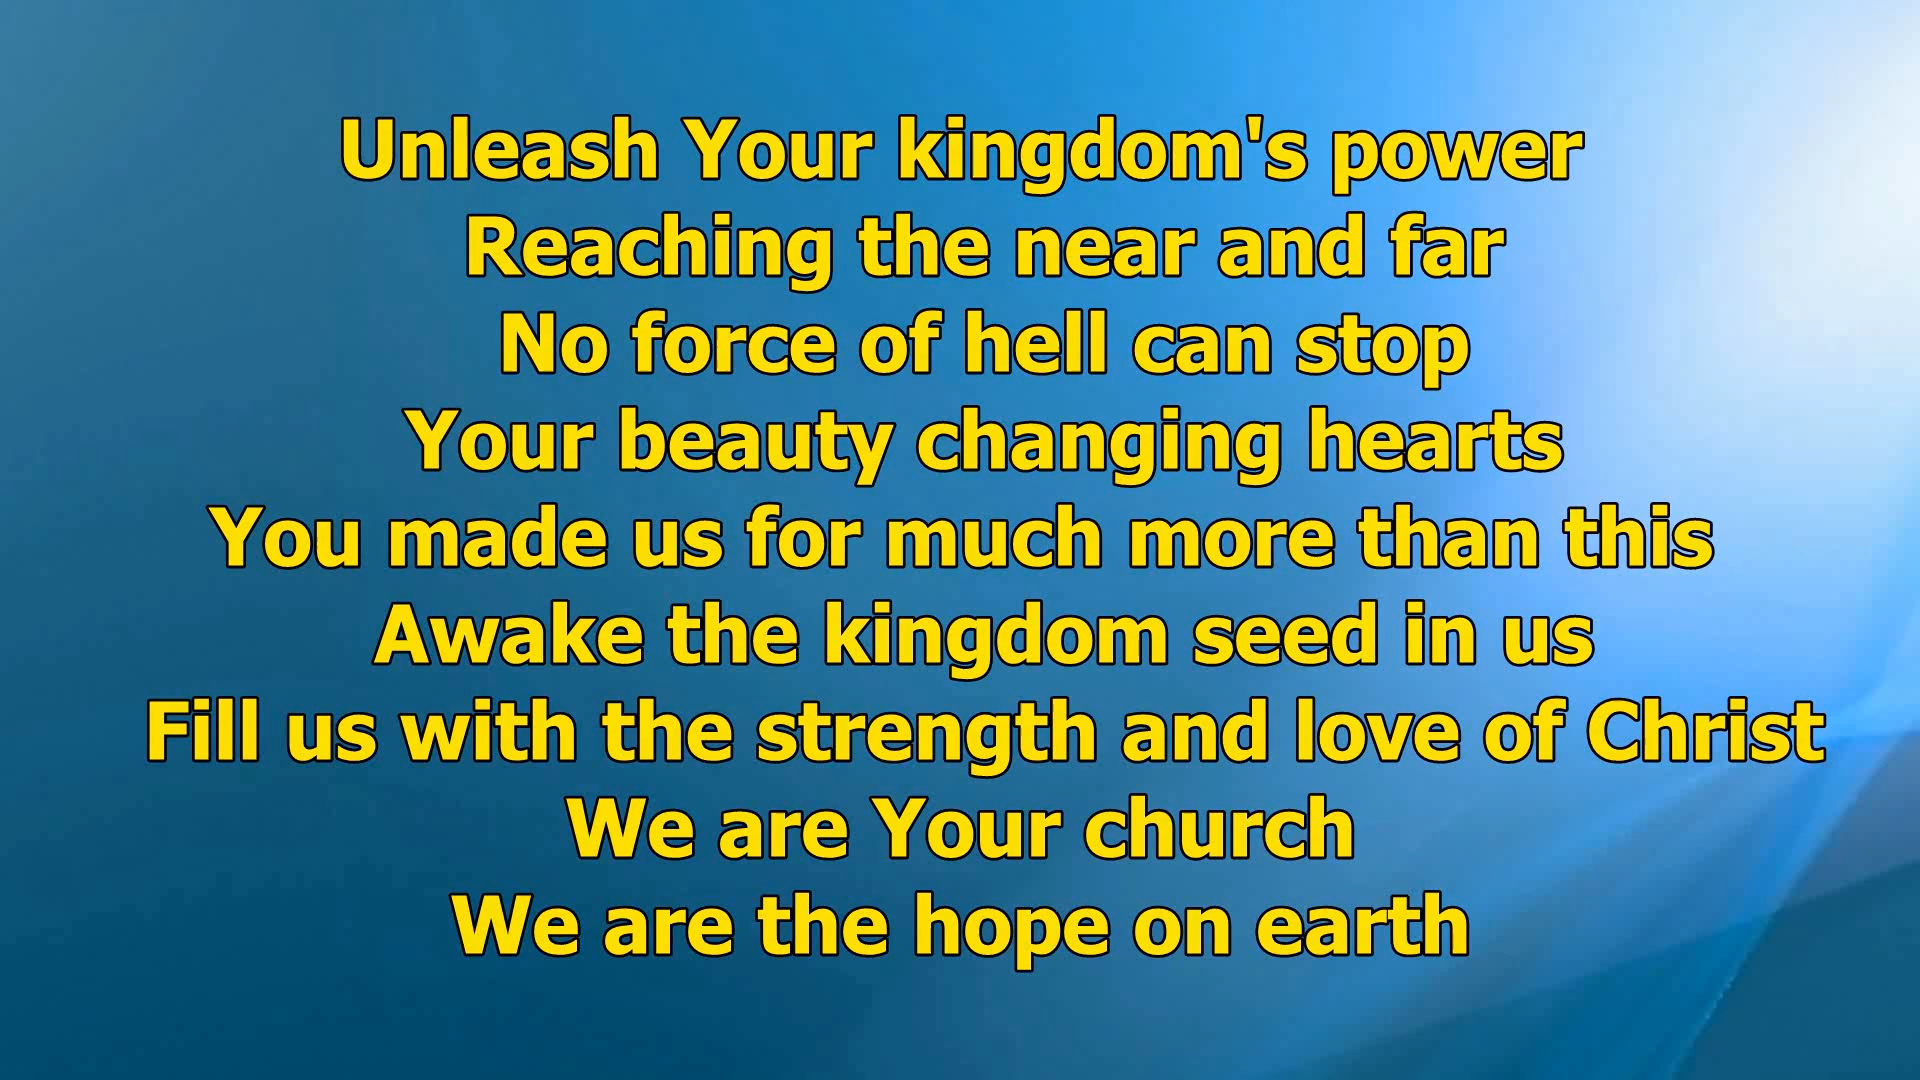 Unleash Your kingdom's power
Reaching the near and far
No force of hell can stop
Your beauty changing hearts
You made us for much more than this
Awake the kingdom seed in us
Fill us with the strength and love of Christ
We are Your church
We are the hope on earth